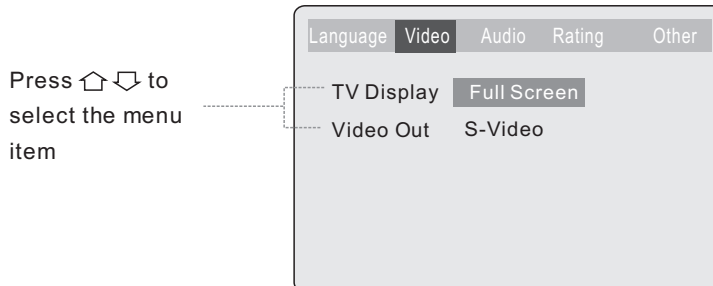 Language Video Audio Rating Other
Press ⇧ ⇩ to
select the menu
item
TV Display Full Screen
Video Out S-Video